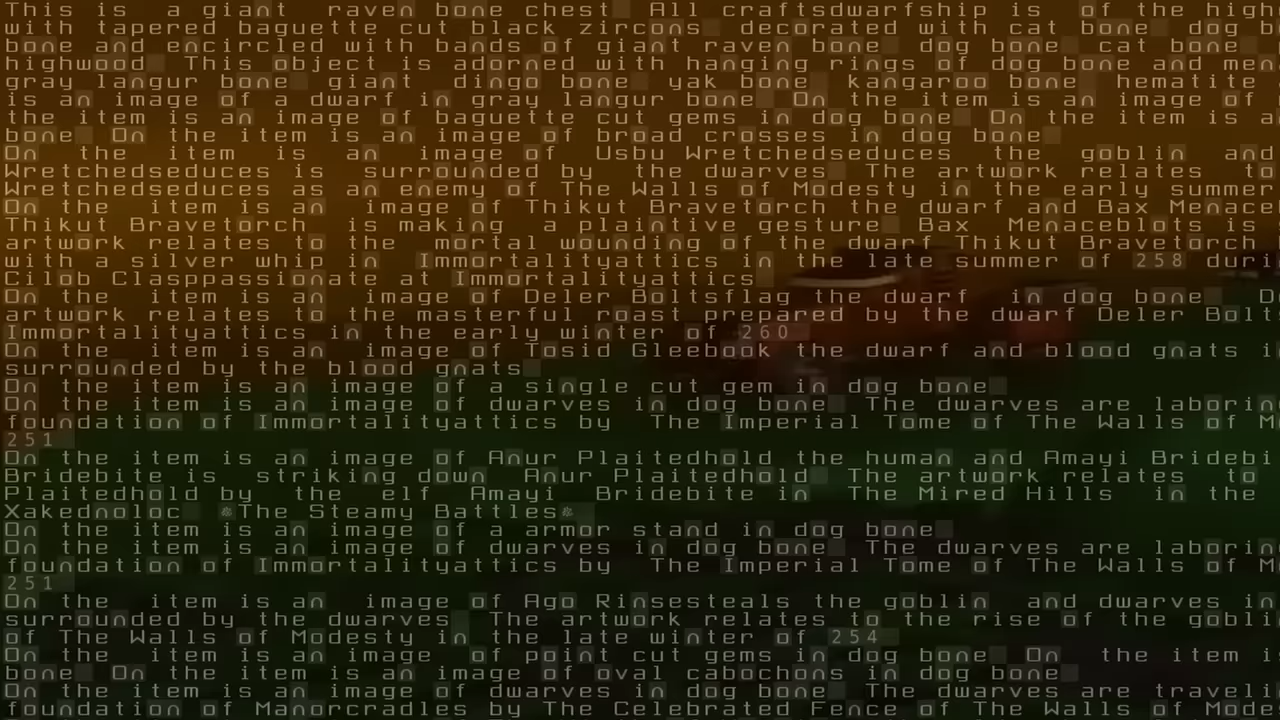 This is a giant raven bone chest All craftsdwarfship is of the high
with tapered baguette cut black zircons decorated with cat bone dog b
bone and encircled with bands of giant raven bone dog bone cat bone
highwood This object is adorned with hanging rings of dog bone and men
gray langur bone giant dingo bone yak bone kangaroo bone hematite
is an image of a dwarf in gray langur bone On the item is an image of
the item is an image of baguette cut gems in dog bone On the item is a
bone On the item is an image of broad crosses in dog bone
On the item is an image of Usbu Wretchedseduces the goblin and
Wretchedseduces is surrounded by the dwarves The artwork relates to
Wretchedseduces as an enemy of The Walls of Modesty in the early summer
On the item is an image of Thikut Bravetorch the dwarf and Bax Menace
Thikut Bravetorch is making a plaintive gesture Bax Menaceblots is
artwork relates to the mortal wounding of the dwarf Thikut Bravetorch
with a silver whip in Immortalityattics in the late summer of 258 duri
Cilob Clasppassionate at Immortalityattics
On the item is an image of Deler Boltsflag the dwarf in dog bone D
artwork relates to the masterful roast prepared by the dwarf Deler Bolt
Immortalityattics in the early winter of 260
On the item is an image of Tosid Gleebook the dwarf and blood gnats i
surrounded by the blood gnats
On the item is an image of a single cut gem in dog bone
On the item is an image of dwarves in dog bone The dwarves are laborin
foundation of Immortalityattics by The Imperial Tome of The Walls of M
251
On the item is an image of Anur Plaitedhold the human and Amayi Bridebi
Bridebite is striking down Anur Plaitedhold The artwork relates to
Plaitedhold by the elf Amayi Bridebite in The Mired Hills in the
Xakednoloc &The Steamy Battles&
On the item is an image of a armor stand in dog bone
On the item is an image of dwarves in dog bone The dwarves are laborin
foundation of Immortalityattics by The Imperial Tome of The Walls of M
251
On the item is an image of Ago Rinsesteals the goblin and dwarves in
surrounded by the dwarves The artwork relates to the rise of the gobli
of The Walls of Modesty in the late winter of 254
On the item is an image of point cut gems in dog bone On the item i
bone On the item is an image of oval cabochons in dog bone
On the item is an image of dwarves in dog bone The dwarves are traveli
foundation of Manorcradles by The Celebrated Fence of The Walls of Mode